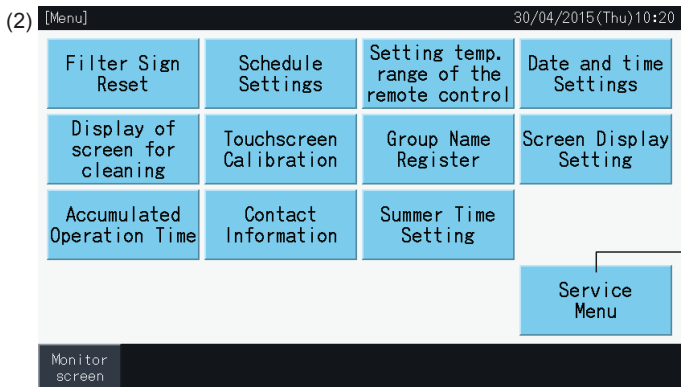 (2)
[Menu] 30/04/2015(Thu)10:20
Filter Sign
Reset
Schedule
Settings
Setting temp.
range of the
remote control
Date and time
Settings
Display of
screen for
cleaning
Touchscreen
Calibration
Group Name
Register
Screen Display
Setting
Accumulated
Operation Time
Contact
Information
Summer Time
Setting
Service
Menu
Monitor
screen